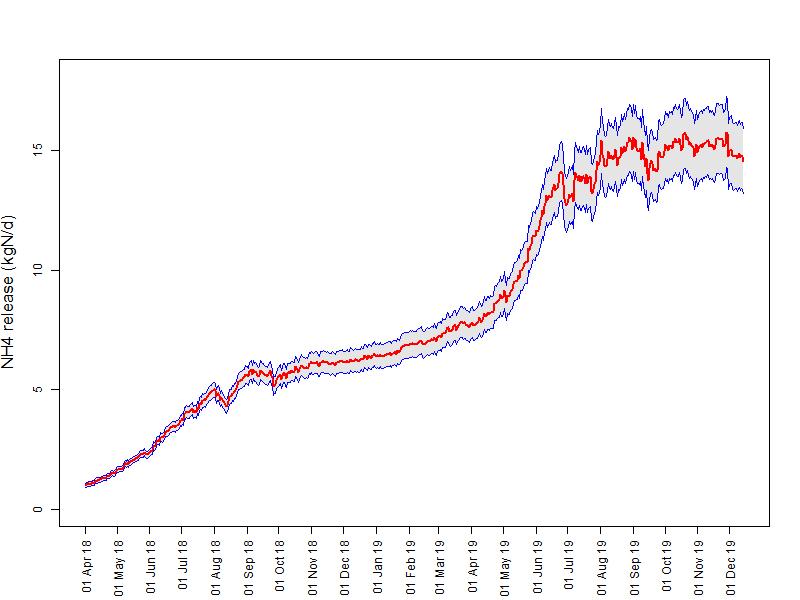 NH4 release (kgN/d)
15
10
5
0
01 Apr 18
01 May 18
01 Jun 18
01 Jul 18
01 Aug 18
01 Sep 18
01 Oct 18
01 Nov 18
01 Dec 18
01 Jan 19
01 Feb 19
01 Mar 19
01 Apr 19
01 May 19
01 Jun 19
01 Jul 19
01 Aug 19
01 Sep 19
01 Oct 19
01 Nov 19
01 Dec 19